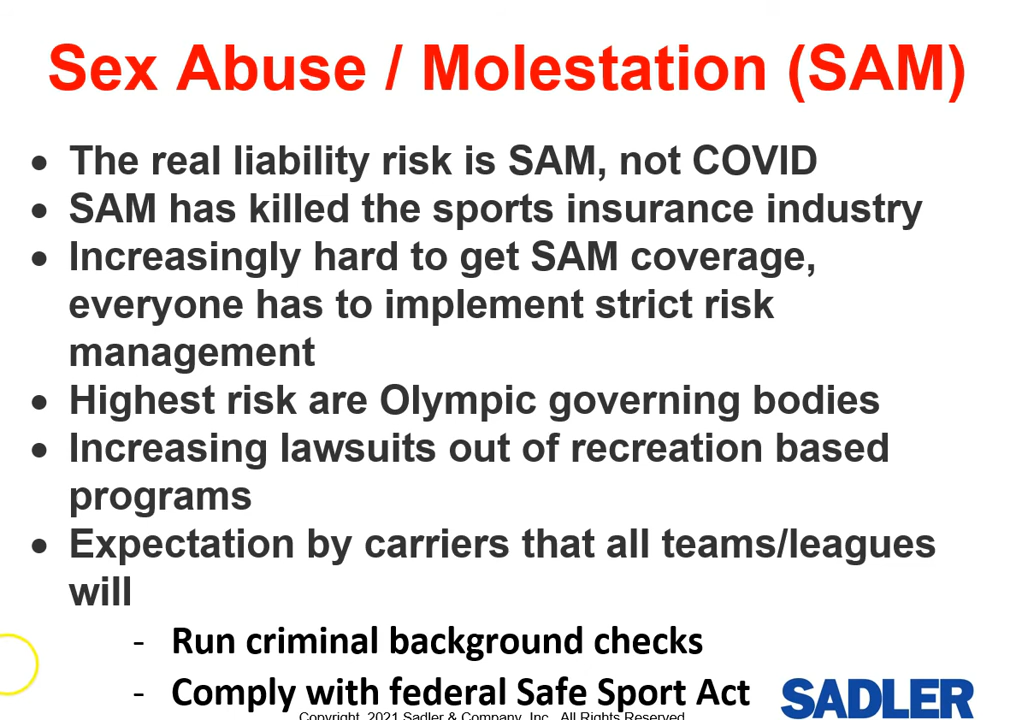 Sex Abuse / Molestation (SAM)
• The real liability risk is SAM, not COVID
• SAM has killed the sports insurance industry
• Increasingly hard to get SAM coverage,
everyone has to implement strict risk
management
• Highest risk are Olympic governing bodies
• Increasing lawsuits out of recreation based
programs
• Expectation by carriers that all teams/leagues
will
- Run criminal background checks
- Comply with federal Safe Sport Act
SADLER
Copyright, 2021 Sadler & Company, Inc., All Rights Reserved